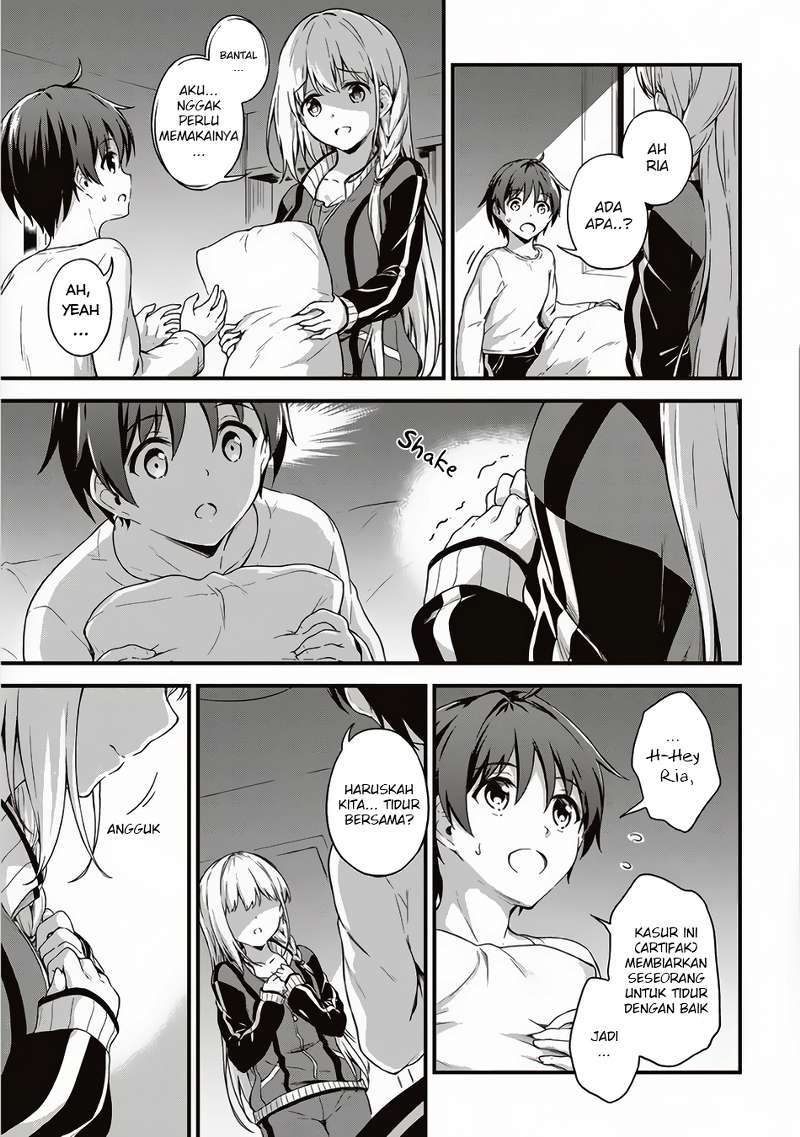 AH
RIA
ADA
APA..?
BANTAL
...
AKU...
NGGAK
PERLU
MEMAKAINYA
...
AH,
YEAH
...
Shake
...
H-Hey
Ria,
KASUR INI
(ARTIFAK)
MEMBIARKAN
SESEORANG
UNTUK TIDUR
DENGAN BAIK
JADI
...
HARUSKAH
KITA... TIDUR
BERSAMA?
ANGGUK